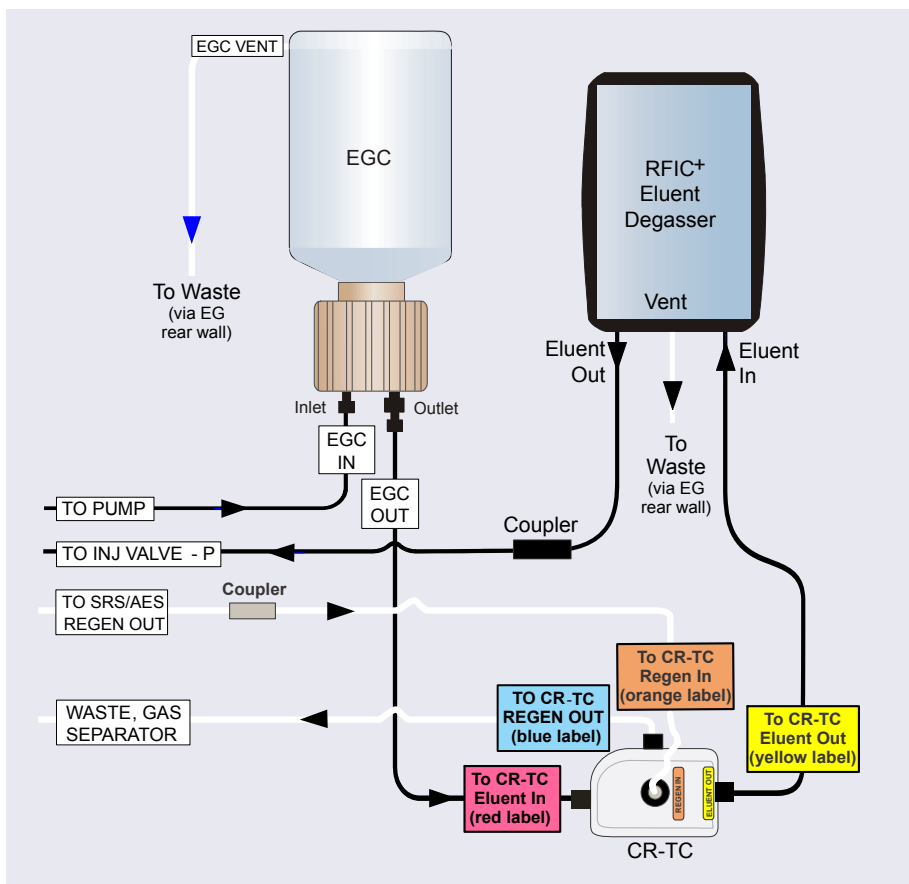 EGC VENT
EGC
To Waste
(via EG
rear wall)
RFIC+
Eluent
Degasser
Vent
Eluent
Out
Eluent
In
To
Waste
(via EG
rear wall)
Inlet
Outlet
EGC
IN
EGC
OUT
TO PUMP
Coupler
TO INJ VALVE - P
Coupler
TO SRS/AES
REGEN OUT
To CR-TC
Regen In
(orange label)
TO CR-TC
REGEN OUT
(blue label)
WASTE, GAS
SEPARATOR
To CR-TC
Eluent Out
(yellow label)
To CR-TC
Eluent In
(red label)
REGEN IN
ELUENT OUT
CR-TC